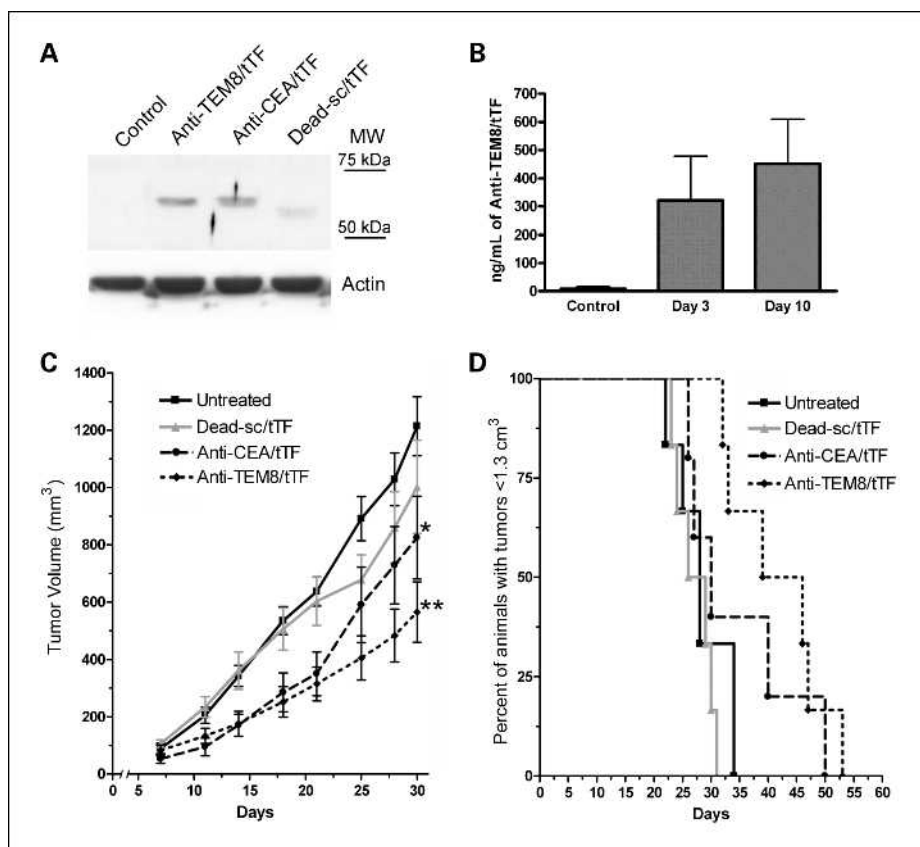 A
Control
Anti-TEM8/tTF
Anti-CEA/tTF
Dead-sc/tTF
MW
75 kDa
50 kDa
Actin
B
ng/mL of Anti-TEM8/tTF
700
600
500
400
300
200
100
0
Control Day 3 Day 10
C
Tumor Volume (mm³)
1400
1200
1000
800
600
400
200
0
Untreated
Dead-sc/tTF
Anti-CEA/tTF
Anti-TEM8/tTF
*
**
0 5 10 15 20 25 30
Days
D
Percent of animals with tumors <1.3 cm³
100
75
50
25
0
Untreated
Dead-sc/tTF
Anti-CEA/tTF
Anti-TEM8/tTF
0 5 10 15 20 25 30 35 40 45 50 55 60
Days